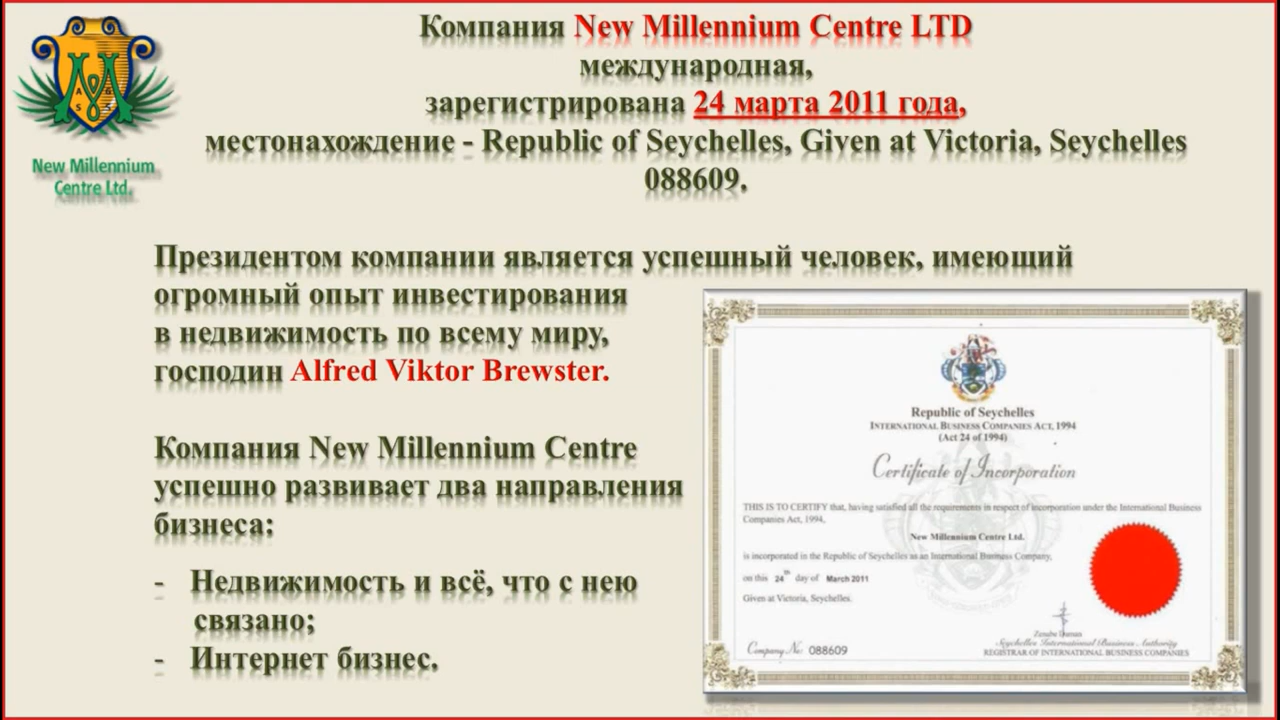 Компания New Millennium Centre LTD
международная,
зарегистрирована 24 марта 2011 года,
местонахождение - Republic of Seychelles, Given at Victoria, Seychelles
088609.
New Millennium
Centre Ltd.
Президентом компании является успешный человек, имеющий
огромный опыт инвестирования
в недвижимость по всему миру,
господин Alfred Viktor Brewster.
Компания New Millennium Centre
успешно развивает два направления
бизнеса:
- Недвижимость и всё, что с нею
связано;
- Интернет бизнес.
Republic of Seychelles
INTERNATIONAL BUSINESS COMPANIES ACT, 1994
(Act 24 of 1994)
Certificate of Incorporation
THIS IS TO CERTIFY that, having satisfied all the requirements in respect of incorporation under the International Business
Companies Act, 1994,
New Millennium Centre Ltd.
is incorporated in the Republic of Seychelles as an International Business Company,
on this 24th day of March 2011
Given at Victoria, Seychelles.
Seychelles International Business Authority
Company No 088609
REGISTRAR OF INTERNATIONAL BUSINESS COMPANIES